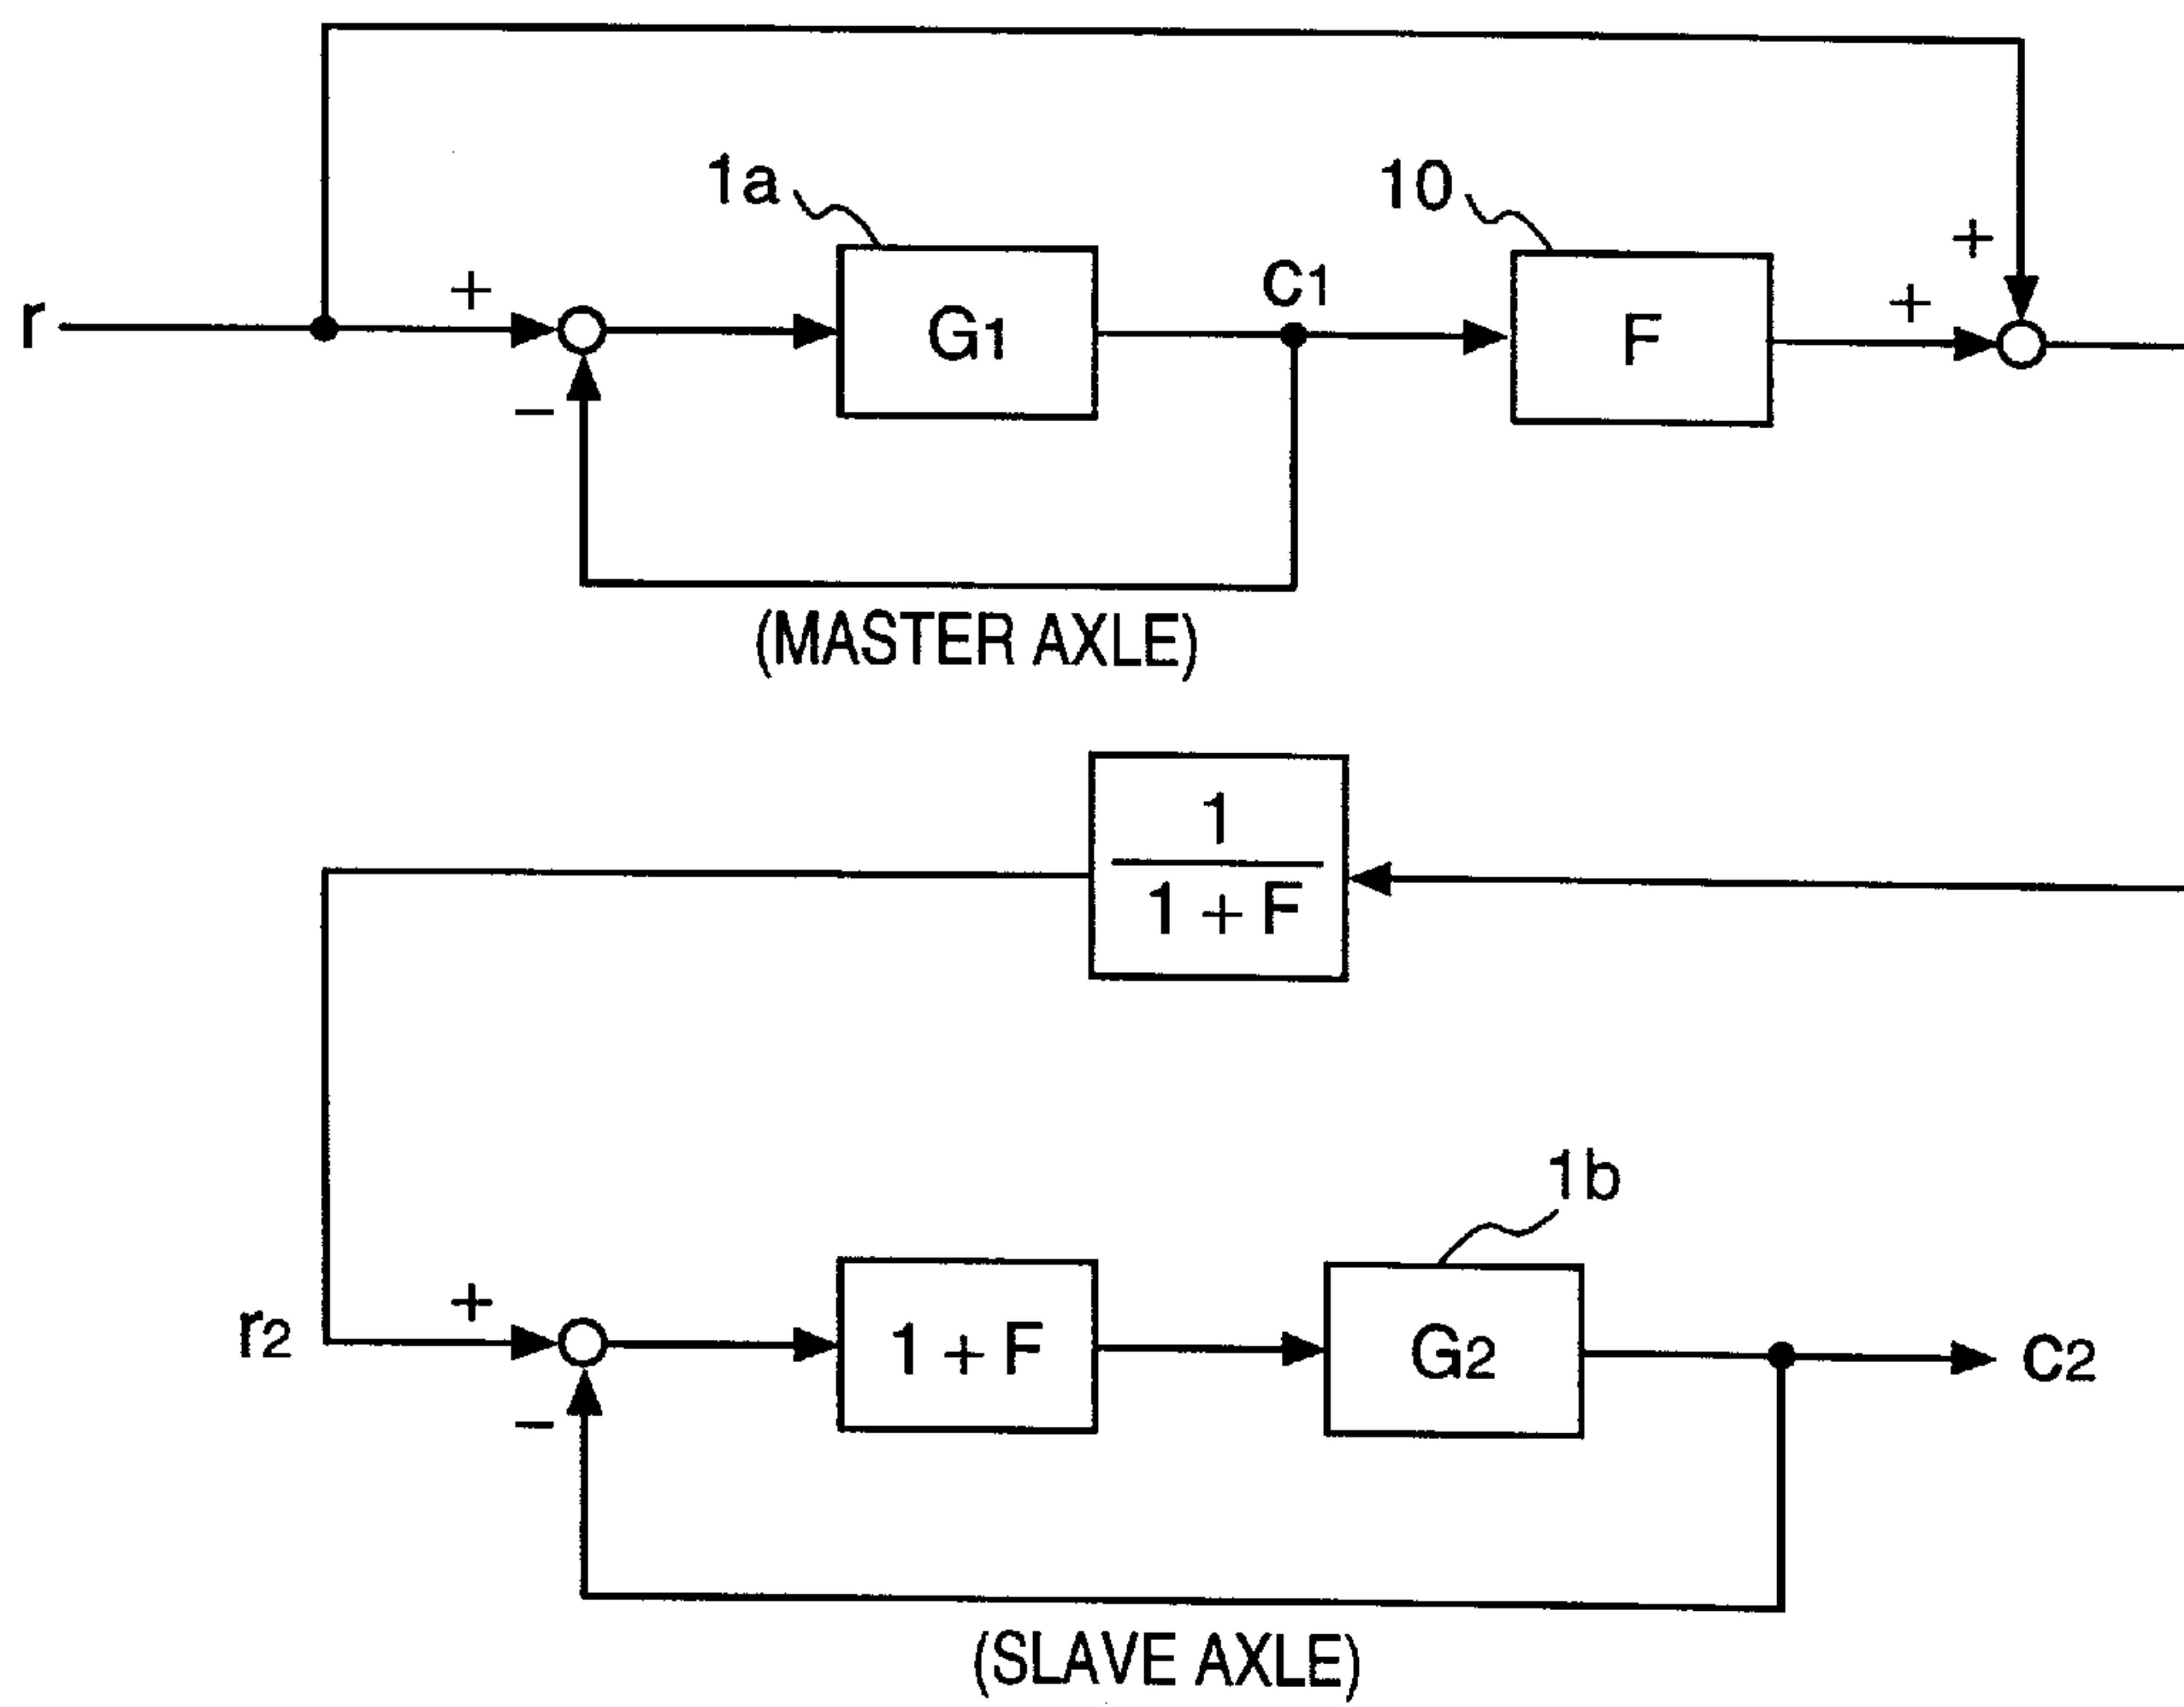 1a
10
+
+
C1
+
r
G1
F
−
(MASTER AXLE)
1
1 + F
1b
+
r2
1 + F
G2
C2
−
(SLAVE AXLE)